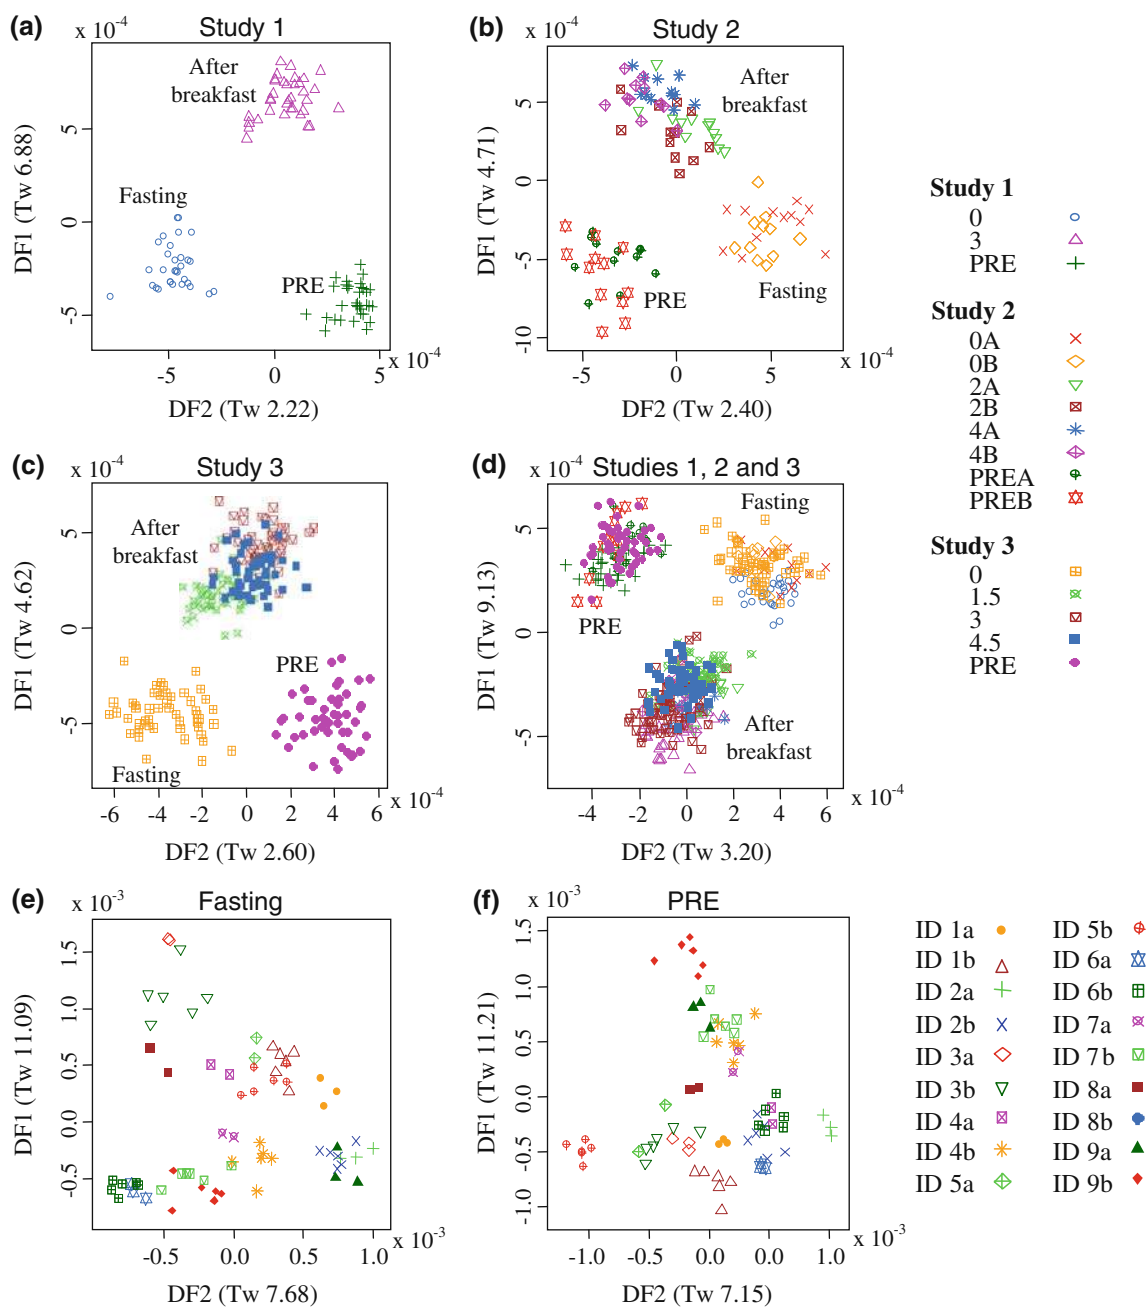 (a) x 10⁻⁴ Study 1
After
breakfast
Fasting
PRE
5
0
-5
DF1 (Tw 6.88)
-5 0 5
x 10⁻⁴
DF2 (Tw 2.22)
(b) x 10⁻⁴ Study 2
After
breakfast
PRE
Fasting
5
0
-5
-10
DF1 (Tw 4.71)
-5 0 5
x 10⁻⁴
DF2 (Tw 2.40)
Study 1
0
3
PRE
Study 2
0A
0B
2A
2B
4A
4B
PREA
PREB
Study 3
0
1.5
3
4.5
PRE
(c) x 10⁻⁴ Study 3
After
breakfast
PRE
Fasting
5
0
-5
DF1 (Tw 4.62)
-6 -4 -2 0 2 4 6
x 10⁻⁴
DF2 (Tw 2.60)
(d) x 10⁻⁴ Studies 1, 2 and 3
Fasting
PRE
After
breakfast
5
0
-5
DF1 (Tw 9.13)
-4 -2 0 2 4 6
x 10⁻⁴
DF2 (Tw 3.20)
(e) x 10⁻³ Fasting
1.5
1.0
0.5
0.0
-0.5
DF1 (Tw 11.09)
-0.5 0.0 0.5 1.0
x 10⁻³
DF2 (Tw 7.68)
(f) x 10⁻³ PRE
1.5
1.0
0.5
0.0
-0.5
-1.0
DF1 (Tw 11.21)
-1.0 -0.5 0.0 0.5 1.0
x 10⁻³
DF2 (Tw 7.15)
ID 1a ID 5b
ID 1b ID 6a
ID 2a ID 6b
ID 2b ID 7a
ID 3a ID 7b
ID 3b ID 8a
ID 4a ID 8b
ID 4b ID 9a
ID 5a ID 9b